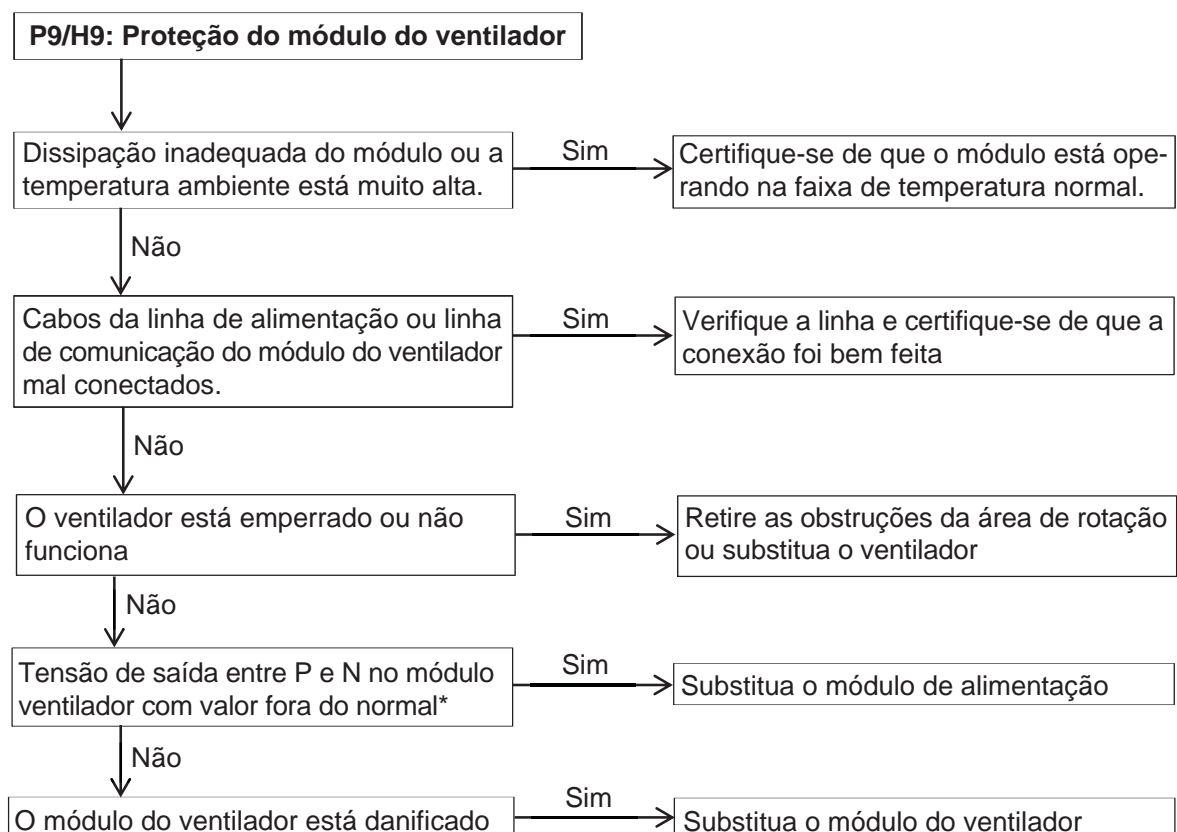 P9/H9: Proteção do módulo do ventilador
Dissipação inadequada do módulo ou a
temperatura ambiente está muito alta.
Sim
Certifique-se de que o módulo está ope-
rando na faixa de temperatura normal.
Não
Cabos da linha de alimentação ou linha
de comunicação do módulo do ventilador
mal conectados.
Sim
Verifique a linha e certifique-se de que a
conexão foi bem feita
Não
O ventilador está emperrado ou não
funciona
Sim
Retire as obstruções da área de rotação
ou substitua o ventilador
Não
Tensão de saída entre P e N no módulo
ventilador com valor fora do normal*
Sim
Substitua o módulo de alimentação
Não
O módulo do ventilador está danificado
Sim
Substitua o módulo do ventilador